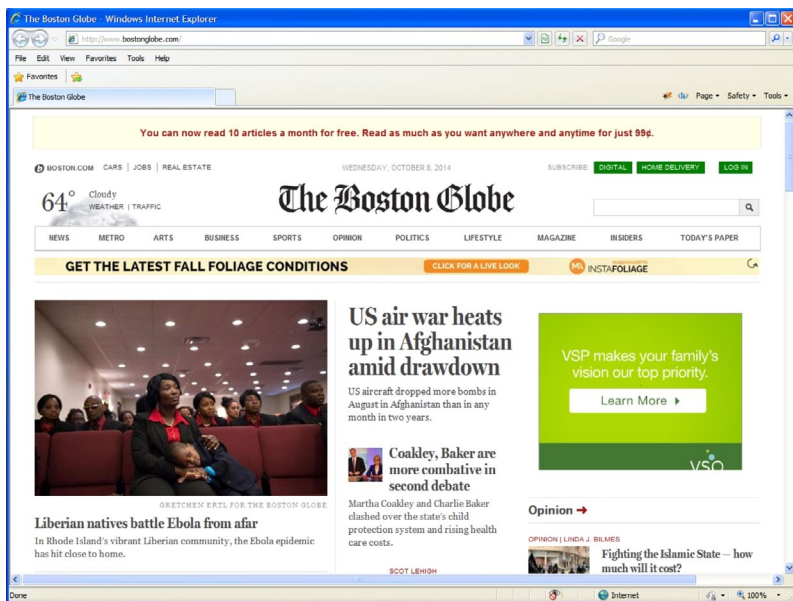 The Boston Globe - Windows Internet Explorer
http://www.bostonglobe.com/
Google
File Edit View Favorites Tools Help
Favorites
The Boston Globe
Page Safety Tools
You can now read 10 articles a month for free. Read as much as you want anywhere and anytime for just 99¢.
BOSTON.COM CARS | JOBS | REAL ESTATE
WEDNESDAY, OCTOBER 8, 2014
SUBSCRIBE: DIGITAL HOME DELIVERY LOG IN
64° Cloudy
WEATHER | TRAFFIC
The Boston Globe
NEWS METRO ARTS BUSINESS SPORTS OPINION POLITICS LIFESTYLE MAGAZINE INSIDERS TODAY'S PAPER
GET THE LATEST FALL FOLIAGE CONDITIONS CLICK FOR A LIVE LOOK INSTAFOLIAGE
GRETCHEN ERTL FOR THE BOSTON GLOBE
Liberian natives battle Ebola from afar
In Rhode Island's vibrant Liberian community, the Ebola epidemic
has hit close to home.
US air war heats
up in Afghanistan
amid drawdown
US aircraft dropped more bombs in
August in Afghanistan than in any
month in two years.
Coakley, Baker are
more combative in
second debate
Martha Coakley and Charlie Baker
clashed over the state's child
protection system and rising health
care costs.
SCOT LEHIGH
VSP makes your family's
vision our top priority.
Learn More
vsp
Opinion →
OPINION | LINDA J. BILMES
Fighting the Islamic State — how
much will it cost?
Done Internet 100%